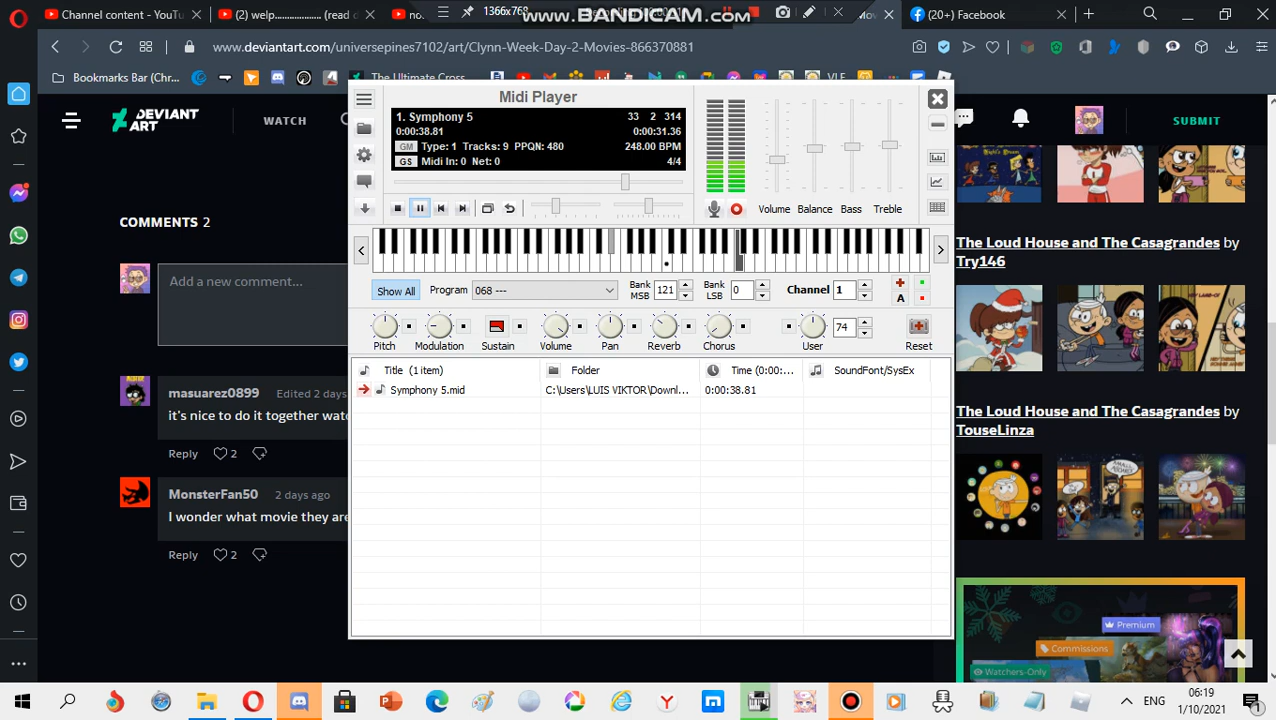 Channel content - YouT
(2) welp................... (read d
no
1366x768
www.BANDICAM.com
Mov
(20+) Facebook
www.deviantart.com/universepines7102/art/Clynn-Week-Day-2-Movies-866370881
Bookmarks Bar (Chr...
The Ultimate Cross
VLF
DEVIANT ART
WATCH
SUBMIT
COMMENTS 2
Add a new comment...
masuarez0899 Edited 2 days
it's nice to do it together wat
Reply 2
MonsterFan50 2 days ago
I wonder what movie they are
Reply 2
Midi Player
1. Symphony 5 33 2 314
0:00:38.81 0:00:31.36
GM Type: 1 Tracks: 9 PPQN: 480 248.00 BPM
GS Midi In: 0 Net: 0 4/4
Volume Balance Bass Treble
Show All Program 068 --- Bank MSB 121 Bank LSB 0 Channel 1 A
Pitch Modulation Sustain Volume Pan Reverb Chorus User 74 Reset
Title (1 item) Folder Time (0:00:... SoundFont/SysEx
Symphony 5.mid C:\Users\LUIS VIKTOR\Downl... 0:00:38.81
The Loud House and The Casagrandes by
Try146
The Loud House and The Casagrandes by
TouseLinza
Premium
Commissions
Watchers-Only
ENG
06:19
1/10/2021
1